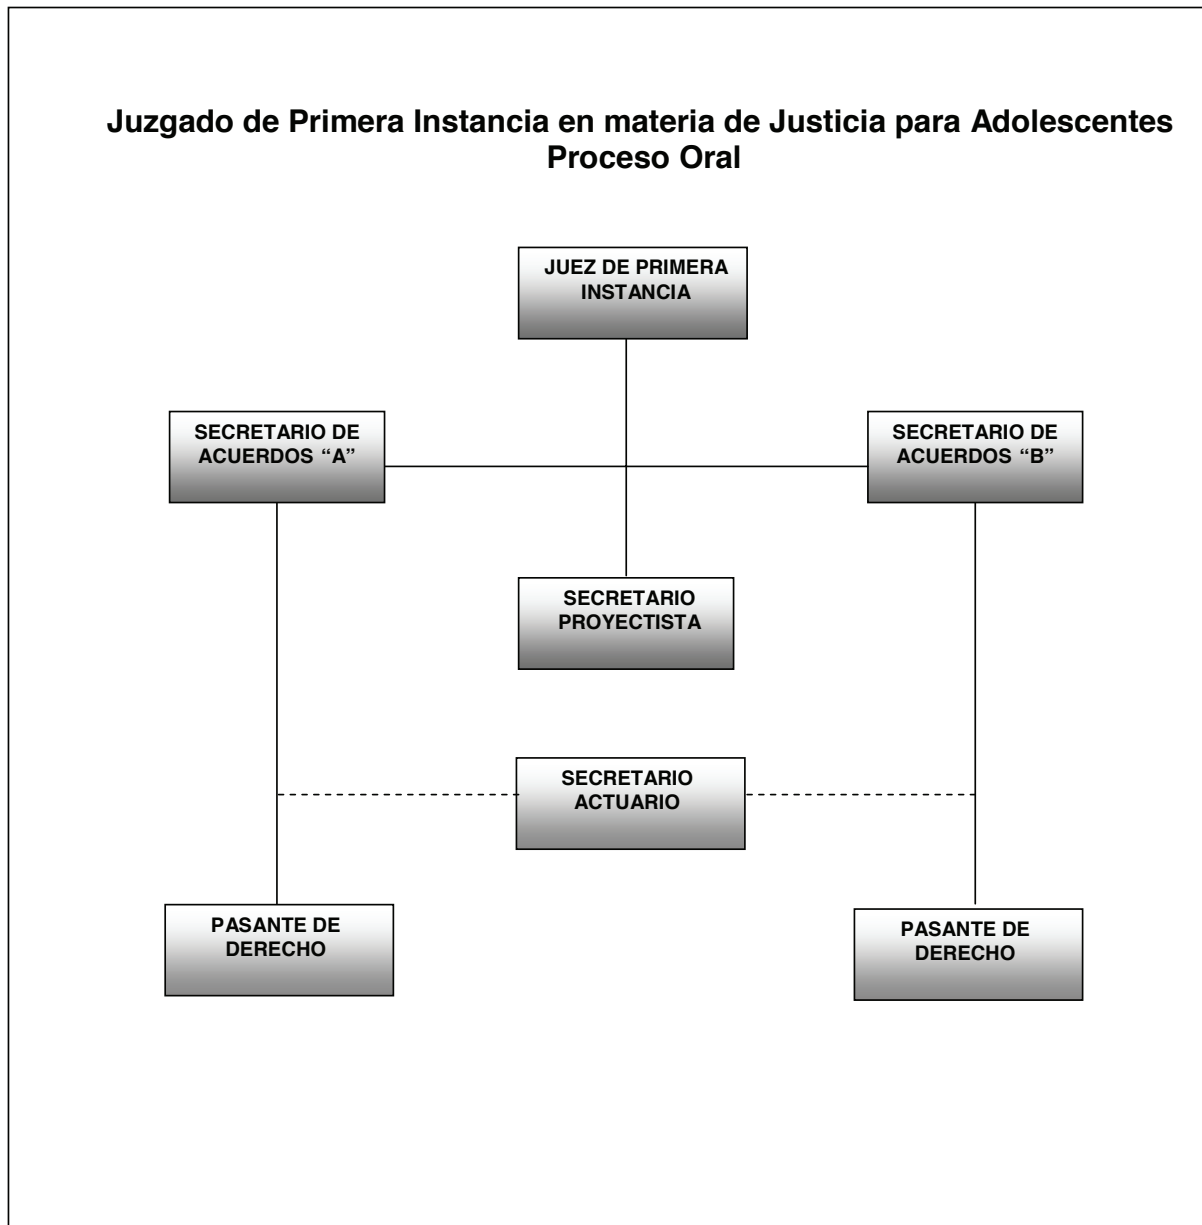 Juzgado de Primera Instancia en materia de Justicia para Adolescentes
Proceso Oral
JUEZ DE PRIMERA
INSTANCIA
SECRETARIO DE
ACUERDOS “A”
SECRETARIO DE
ACUERDOS “B”
SECRETARIO
PROYECTISTA
SECRETARIO
ACTUARIO
PASANTE DE
DERECHO
PASANTE DE
DERECHO